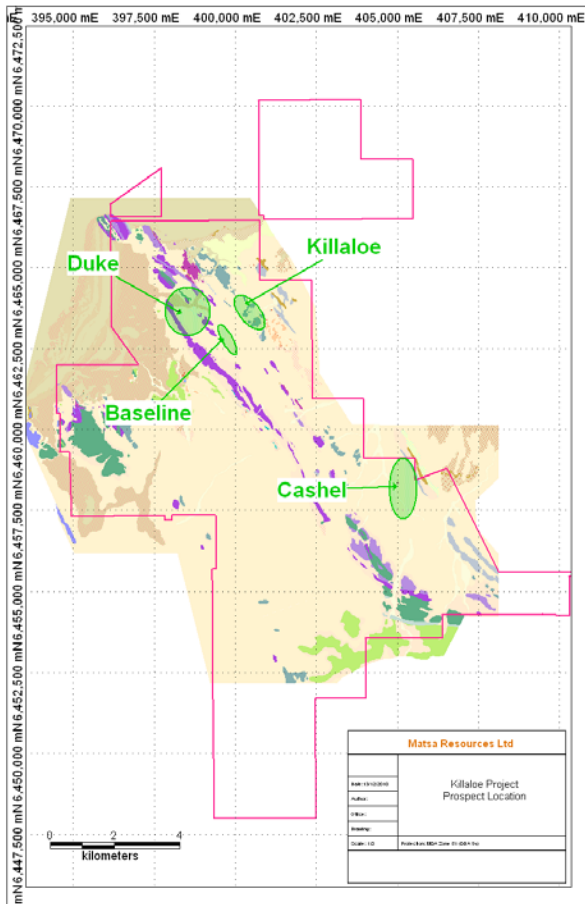 395,000 mE 397,500 mE 400,000 mE 402,500 mE 405,000 mE 407,500 mE 410,000 mE
6,472,500 mN
6,470,000 mN
6,467,500 mN
6,465,000 mN
6,462,500 mN
6,460,000 mN
6,457,500 mN
6,455,000 mN
6,452,500 mN
6,450,000 mN
6,447,500 mN
Duke
Killaloe
Baseline
Cashel
0 2 4
kilometers
Matsa Resources Ltd
Killaloe Project
Prospect Location
Author:
Office:
Drawing: